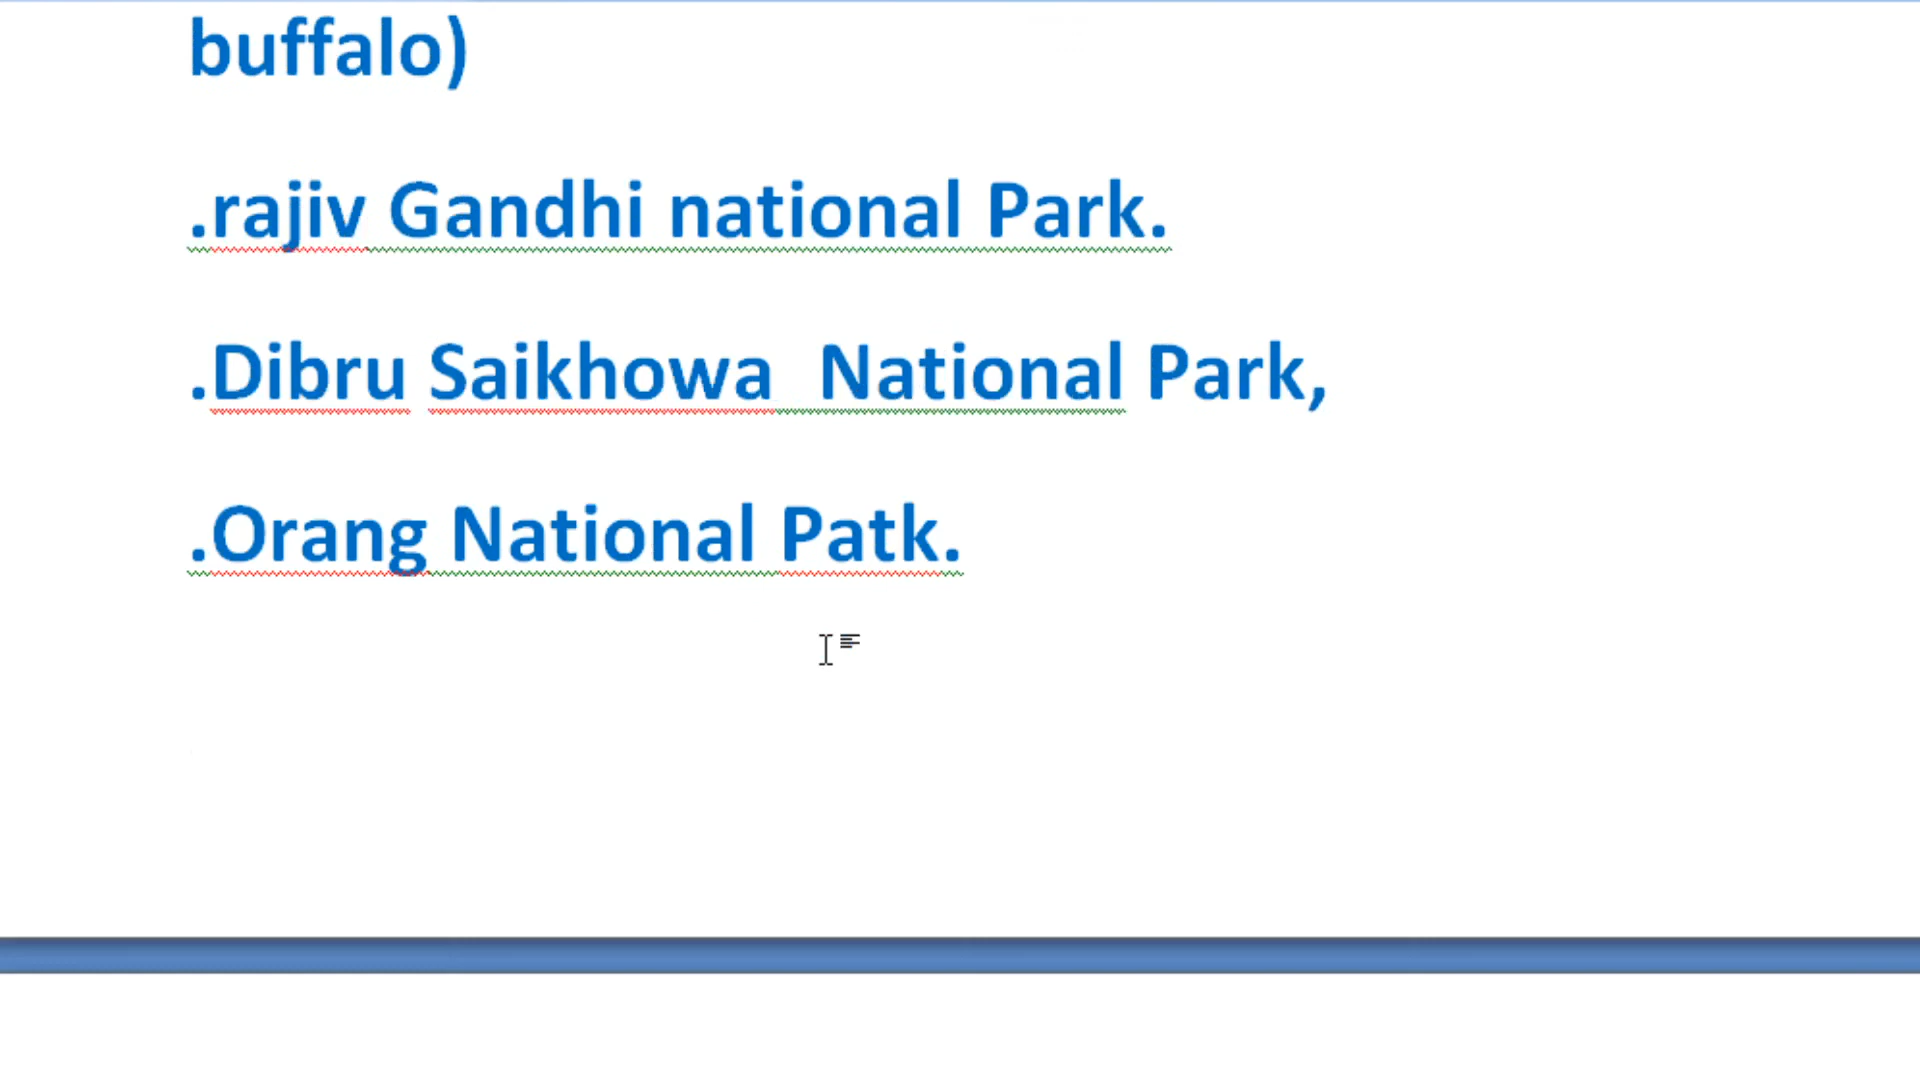 buffalo)
.rajiv Gandhi national Park.
.Dibru Saikhowa  National Park,
.Orang National Patk.